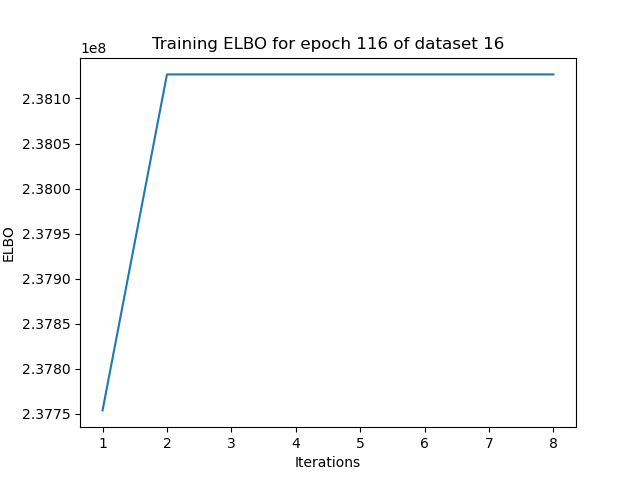 Training ELBO for epoch 116 of dataset 16
1e8
2.3810
2.3805
2.3800
2.3795
2.3790
2.3785
2.3780
2.3775
ELBO
1 2 3 4 5 6 7 8
Iterations